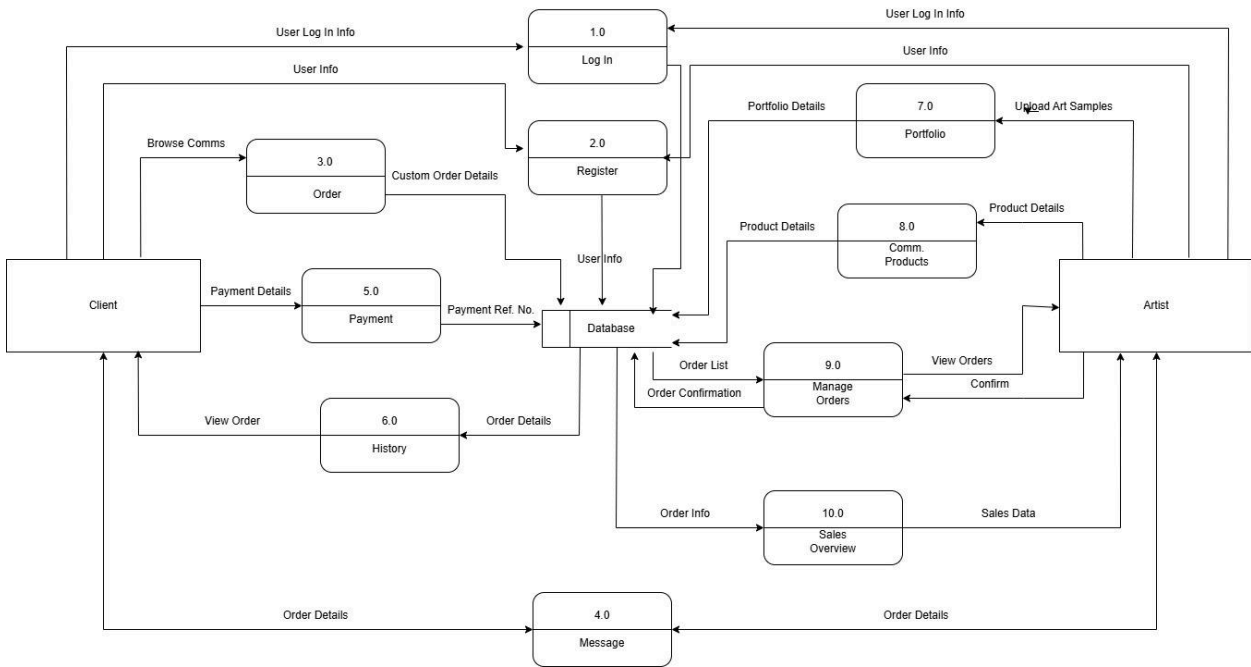 User Log In Info
1.0
Log In
User Log In Info
User Info
User Info
Portfolio Details
7.0
Portfolio
Upload Art Samples
Browse Comms
3.0
Order
Custom Order Details
2.0
Register
Product Details
8.0
Comm.
Products
Product Details
User Info
Client
Payment Details
5.0
Payment
Payment Ref. No.
Database
Artist
Order List
Order Confirmation
9.0
Manage
Orders
View Orders
Confirm
View Order
6.0
History
Order Details
Order Info
10.0
Sales
Overview
Sales Data
Order Details
4.0
Message
Order Details